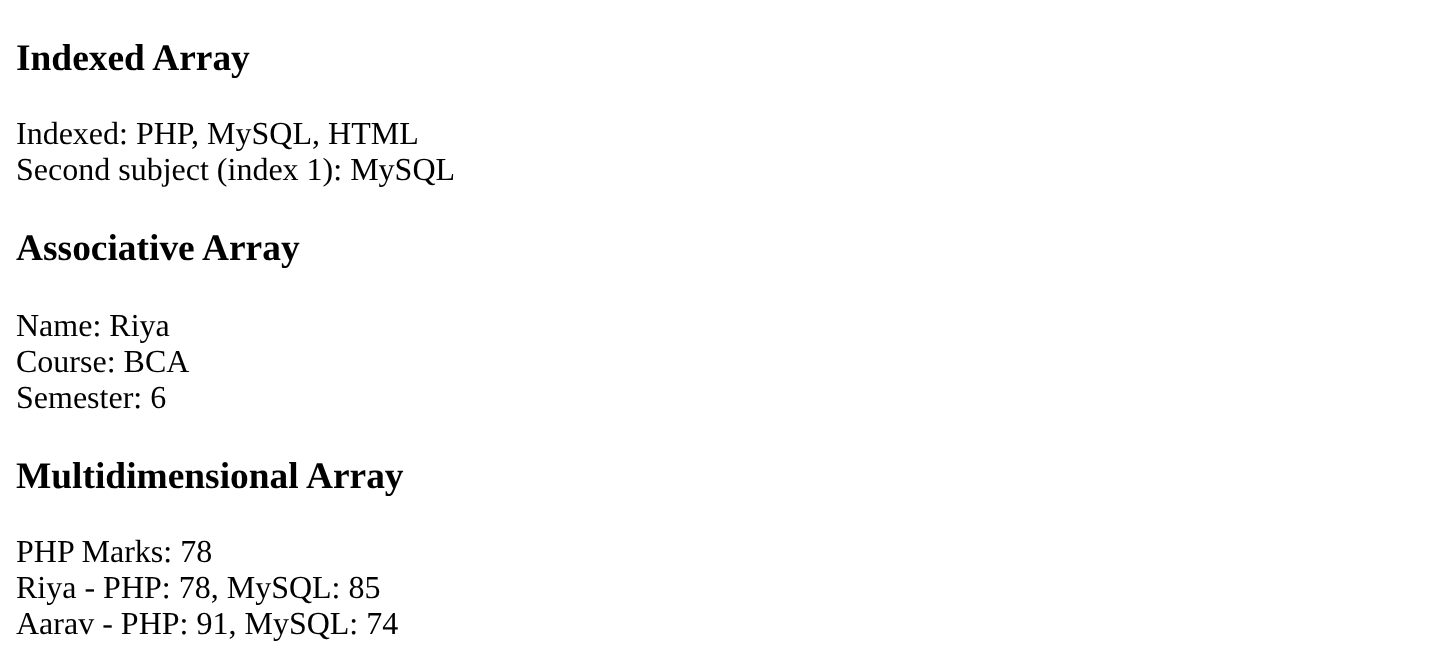 Indexed Array
Indexed: PHP, MySQL, HTML
Second subject (index 1): MySQL
Associative Array
Name: Riya
Course: BCA
Semester: 6
Multidimensional Array
PHP Marks: 78
Riya - PHP: 78, MySQL: 85
Aarav - PHP: 91, MySQL: 74